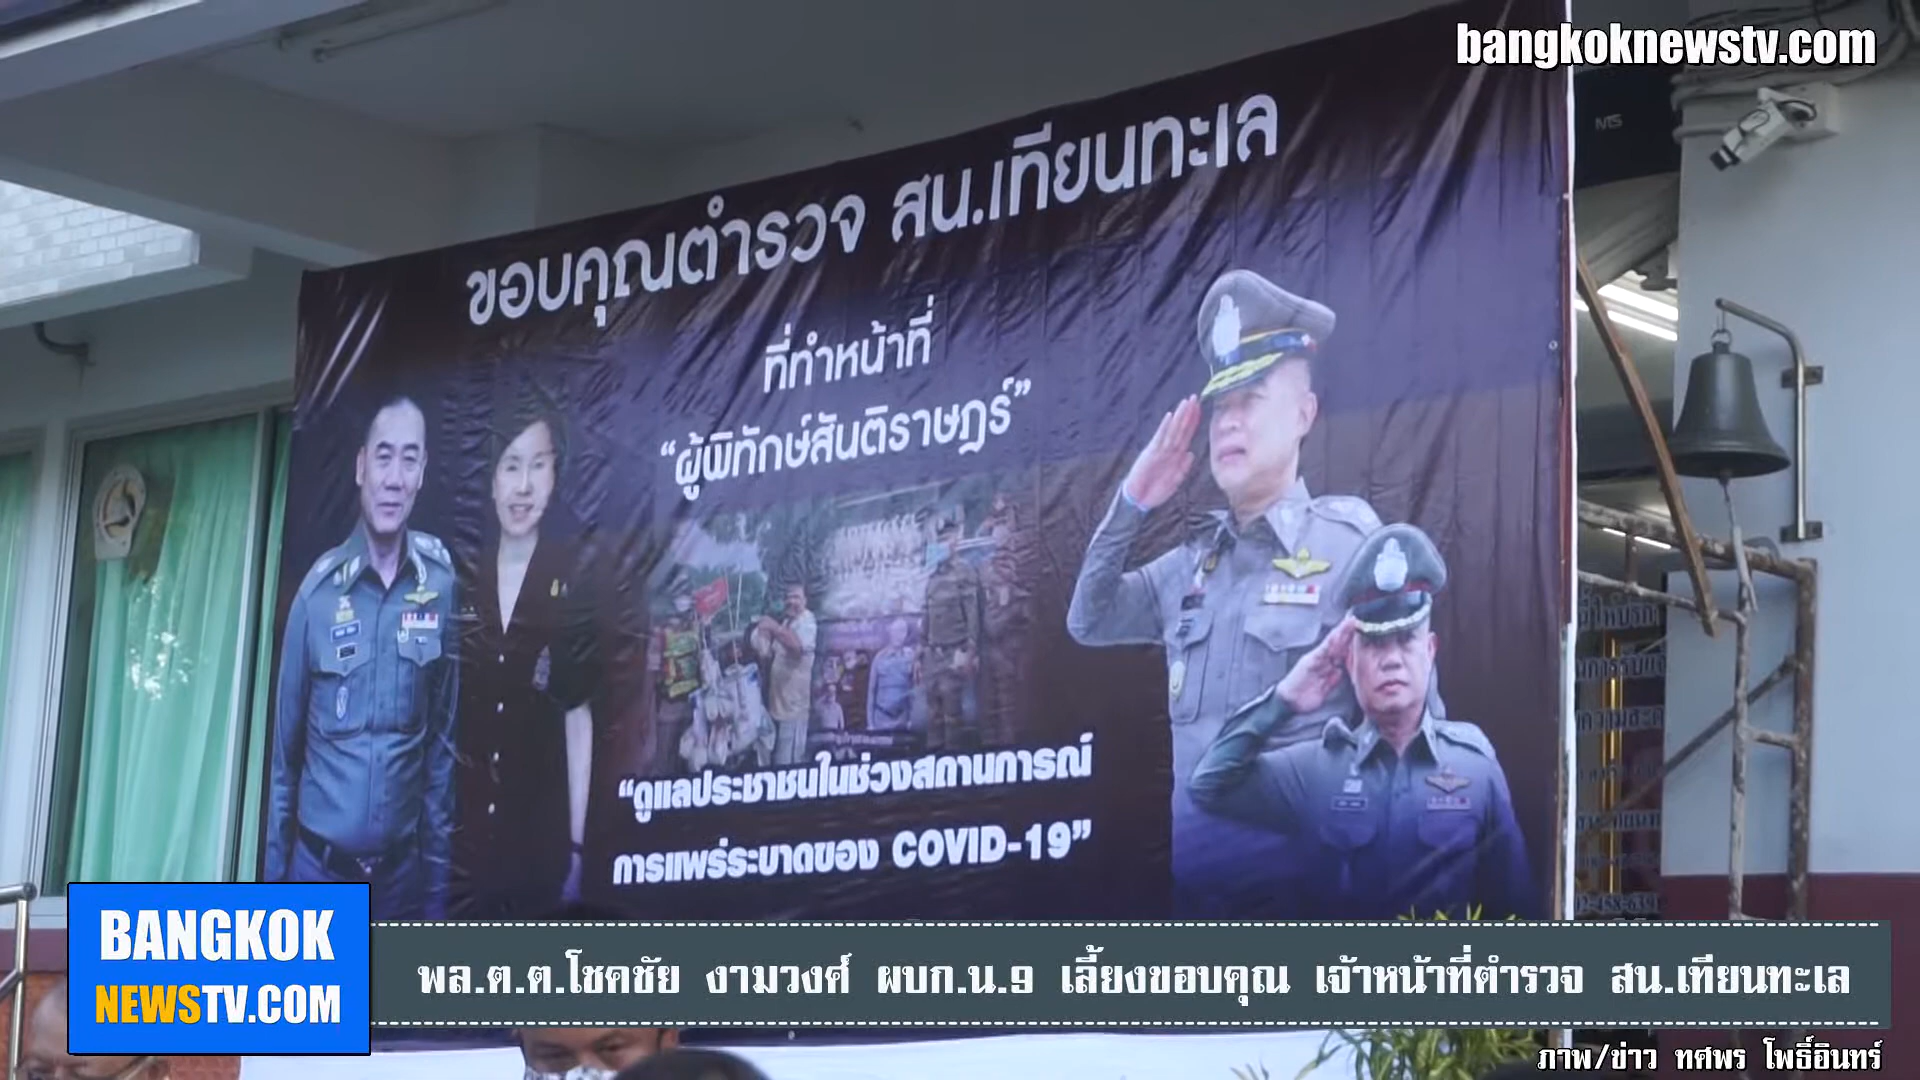 bangkoknewstv.com
ขอบคุณตำรวจ สน.เทียนทะเล
ที่ทำหน้าที่
“ผู้พิทักษ์สันติราษฎร์”
“ดูแลประชาชนในช่วงสถานการณ์
การแพร่ระบาดของ COVID-19”
BANGKOK
NEWSTV.COM
พล.ต.ต.โชคชัย งามวงศ์ ผบก.น.9 เลี้ยงขอบคุณ เจ้าหน้าที่ตำรวจ สน.เทียนทะเล
ภาพ/ข่าว ทศพร โพธิ์อินทร์